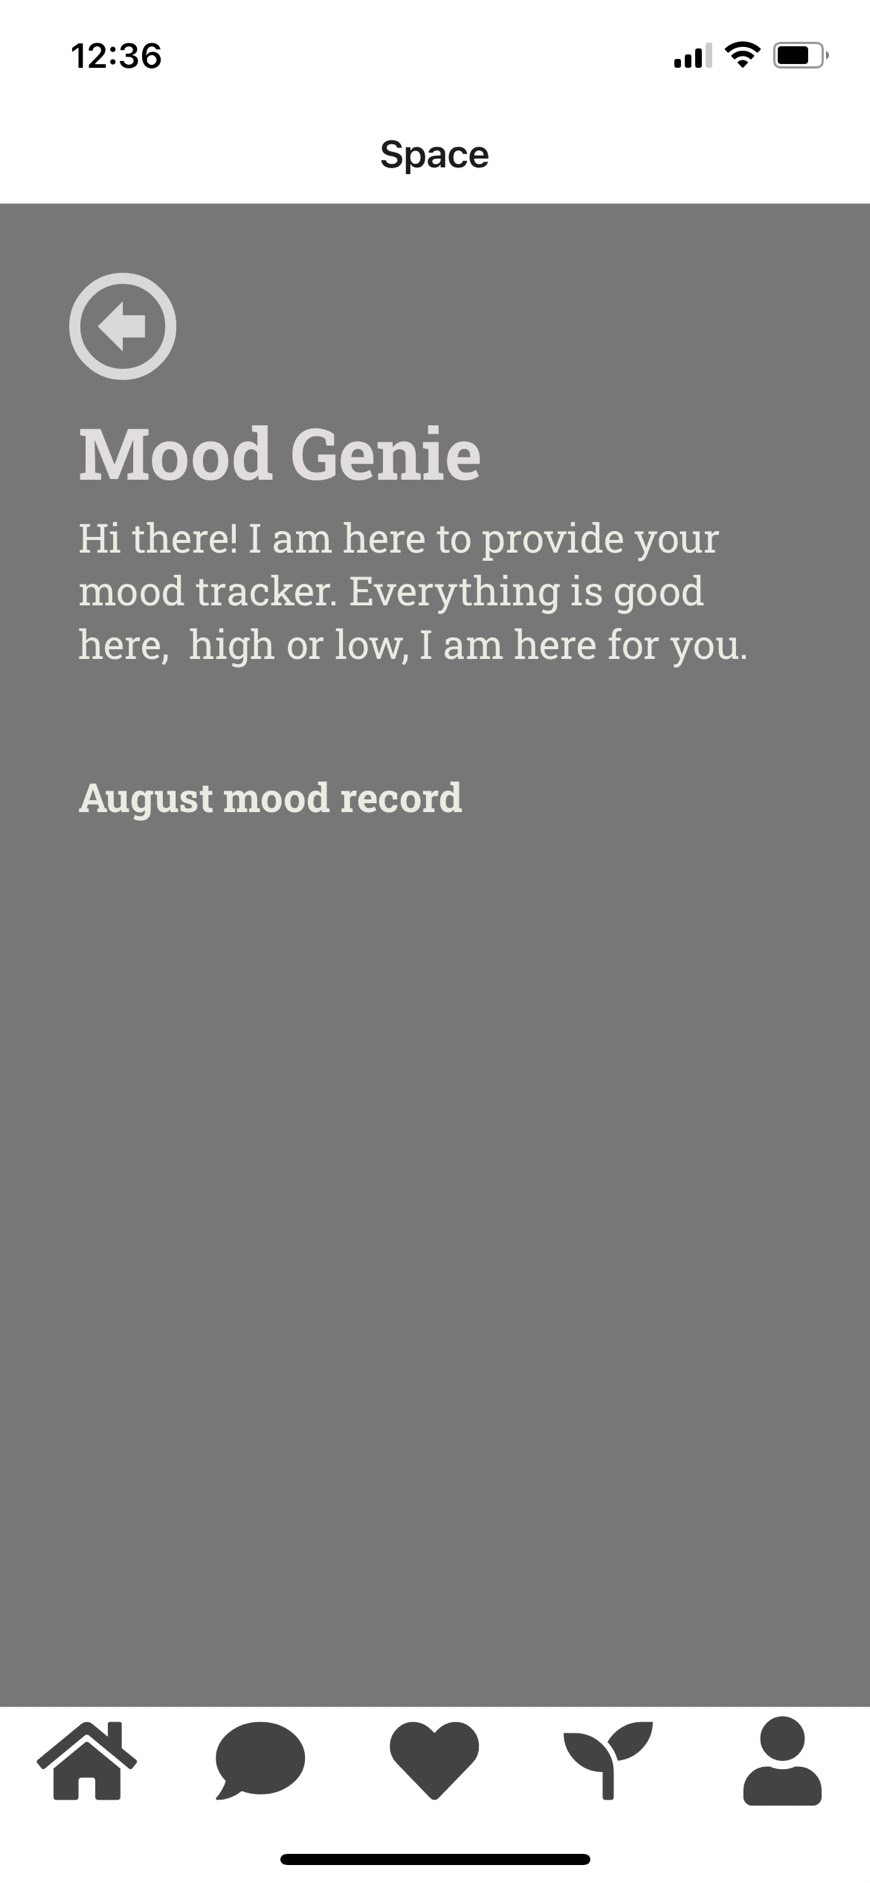 12:36
Space
Mood Genie
Hi there! I am here to provide your
mood tracker. Everything is good
here,  high or low, I am here for you.
August mood record